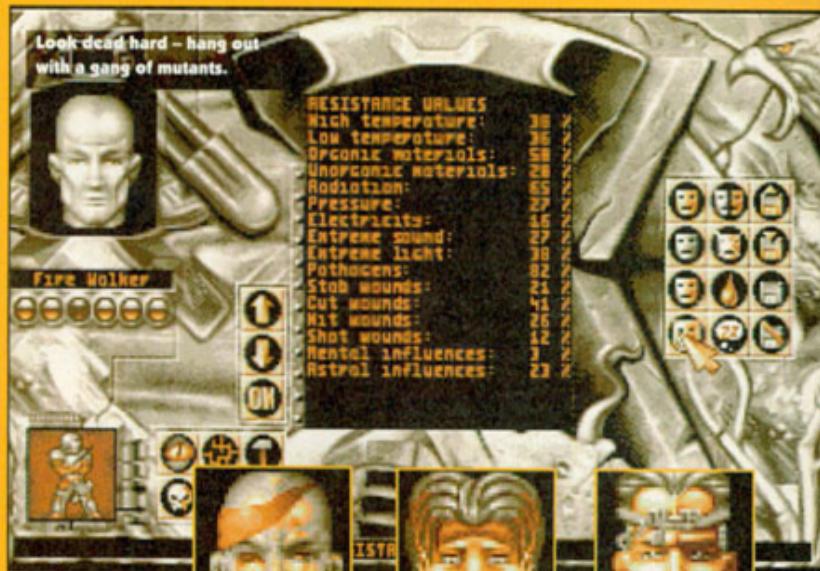 Look dead hard – hang out
with a gang of mutants.
RESISTANCE VALUES
High temperature: 38 %
Low temperature: 36 %
Organic materials: 50 %
Unorganic materials: 20 %
Radiation: 65 %
Pressure: 27 %
Electricity: 16 %
Extreme sound: 27 %
Extreme light: 38 %
Pathogens: 82 %
Stab wounds: 21 %
Cut wounds: 41 %
Hit wounds: 26 %
Shot wounds: 12 %
Mental influences: 3 %
Astral influences: 23 %
Fire Walker
OK